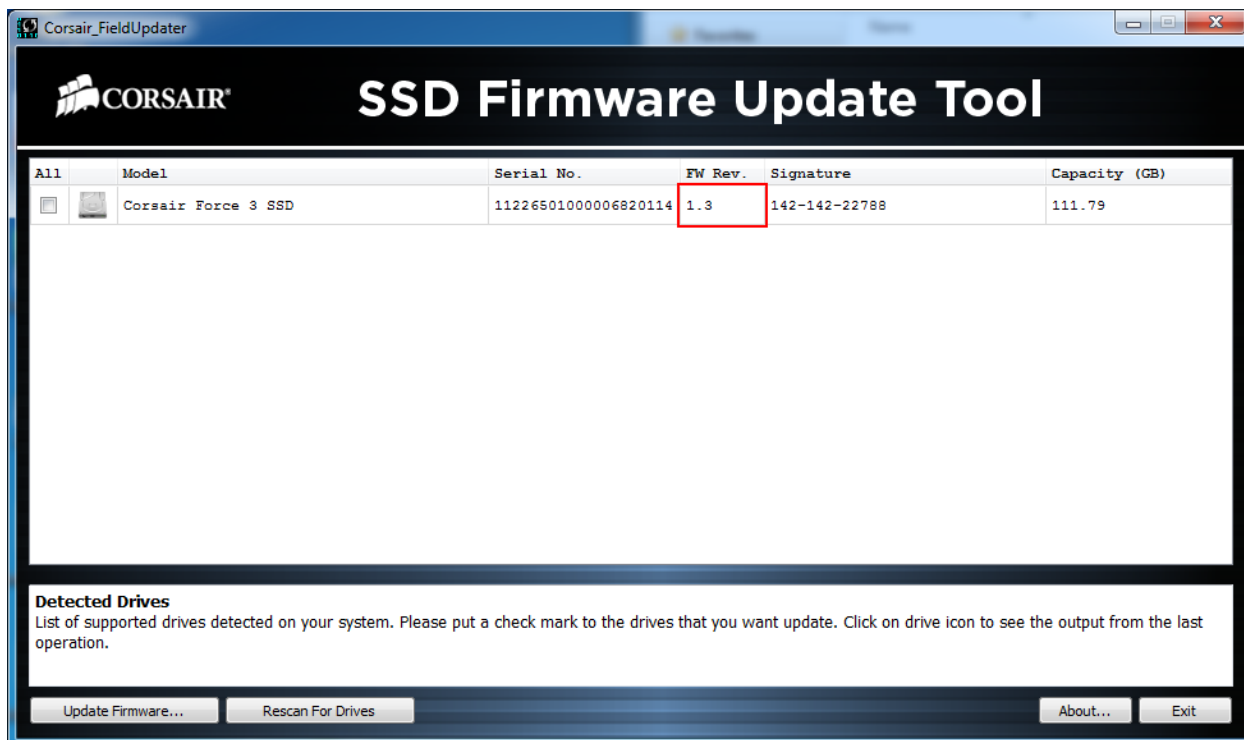 Corsair_FieldUpdater
CORSAIR®
SSD Firmware Update Tool
All Model Serial No. FW Rev. Signature Capacity (GB)
Corsair Force 3 SSD 11226501000006820114 1.3 142-142-22788 111.79
Detected Drives
List of supported drives detected on your system. Please put a check mark to the drives that you want update. Click on drive icon to see the output from the last
operation.
Update Firmware... Rescan For Drives About... Exit